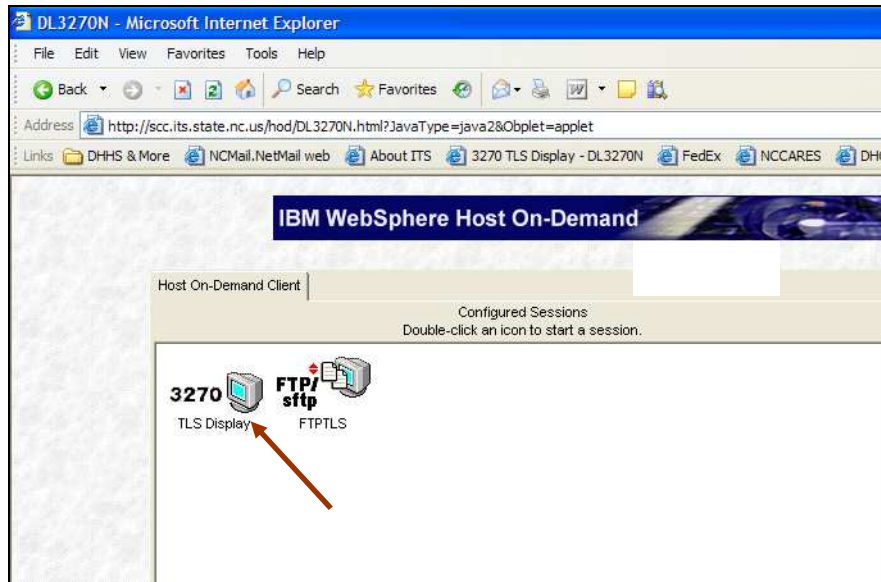 DL3270N - Microsoft Internet Explorer
File Edit View Favorites Tools Help
Back Search Favorites
Address http://scc.its.state.nc.us/hod/DL3270N.html?JavaType=java2&Obplet=applet
Links DHHS & More NCMail.NetMail web About ITS 3270 TLS Display - DL3270N FedEx NCCARES
IBM WebSphere Host On-Demand
Host On-Demand Client
Configured Sessions
Double-click an icon to start a session.
3270 FTP/
sftp
TLS Display FTPTLS